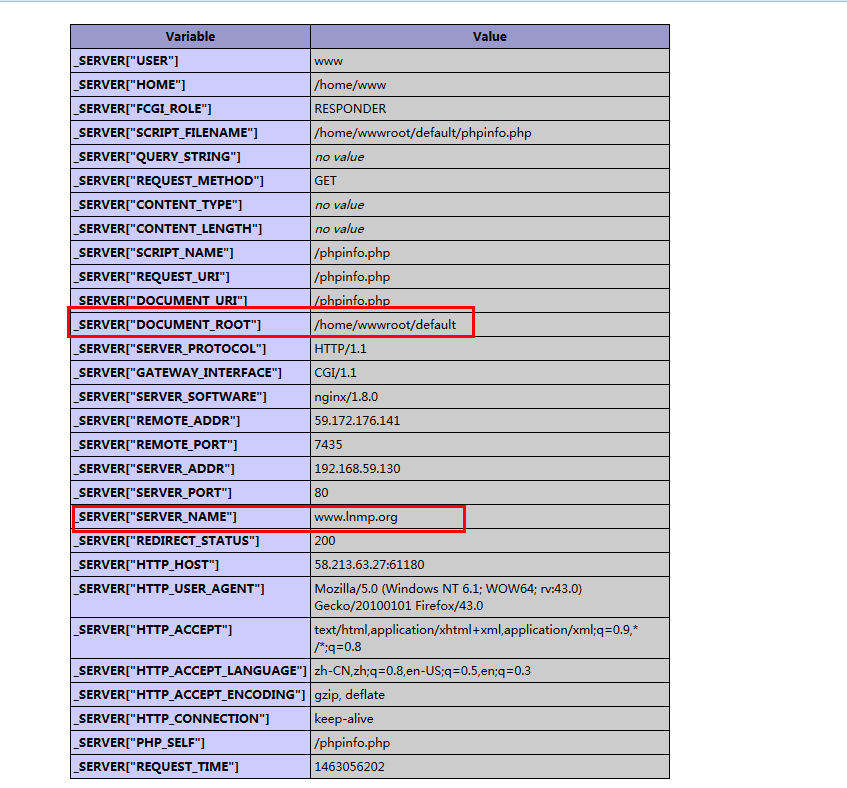 Variable Value
_SERVER["USER"] www
_SERVER["HOME"] /home/www
_SERVER["FCGI_ROLE"] RESPONDER
_SERVER["SCRIPT_FILENAME"] /home/wwwroot/default/phpinfo.php
_SERVER["QUERY_STRING"] no value
_SERVER["REQUEST_METHOD"] GET
_SERVER["CONTENT_TYPE"] no value
_SERVER["CONTENT_LENGTH"] no value
_SERVER["SCRIPT_NAME"] /phpinfo.php
_SERVER["REQUEST_URI"] /phpinfo.php
_SERVER["DOCUMENT_URI"] /phpinfo.php
_SERVER["DOCUMENT_ROOT"] /home/wwwroot/default
_SERVER["SERVER_PROTOCOL"] HTTP/1.1
_SERVER["GATEWAY_INTERFACE"] CGI/1.1
_SERVER["SERVER_SOFTWARE"] nginx/1.8.0
_SERVER["REMOTE_ADDR"] 59.172.176.141
_SERVER["REMOTE_PORT"] 7435
_SERVER["SERVER_ADDR"] 192.168.59.130
_SERVER["SERVER_PORT"] 80
_SERVER["SERVER_NAME"] www.lnmp.org
_SERVER["REDIRECT_STATUS"] 200
_SERVER["HTTP_HOST"] 58.213.63.27:61180
_SERVER["HTTP_USER_AGENT"] Mozilla/5.0 (Windows NT 6.1; WOW64; rv:43.0)
Gecko/20100101 Firefox/43.0
_SERVER["HTTP_ACCEPT"] text/html,application/xhtml+xml,application/xml;q=0.9,*
/*;q=0.8
_SERVER["HTTP_ACCEPT_LANGUAGE"] zh-CN,zh;q=0.8,en-US;q=0.5,en;q=0.3
_SERVER["HTTP_ACCEPT_ENCODING"] gzip, deflate
_SERVER["HTTP_CONNECTION"] keep-alive
_SERVER["PHP_SELF"] /phpinfo.php
_SERVER["REQUEST_TIME"] 1463056202